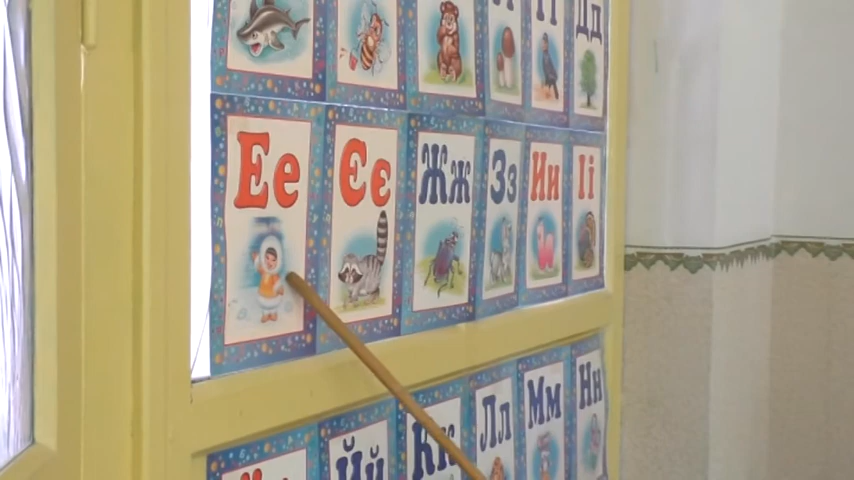 Дд
Ее Єє Жж Зз Ии Іі
Йй Кк Лл Мм Нн